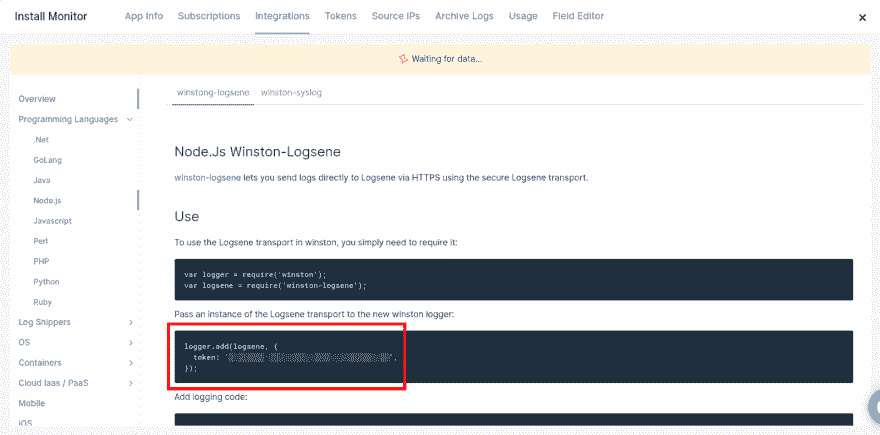 Install Monitor
App Info Subscriptions Integrations Tokens Source IPs Archive Logs Usage Field Editor
Waiting for data...
winstong-logsene winston-syslog
Overview
Programming Languages
.Net
GoLang
Java
Node.js
Javascript
Perl
PHP
Python
Ruby
Log Shippers
OS
Containers
Cloud Iaas / PaaS
Mobile
iOS
Node.Js Winston-Logsene
winston-logsene lets you send logs directly to Logsene via HTTPS using the secure Logsene transport.
Use
To use the Logsene transport in winston, you simply need to require it:
var logger = require('winston');
var logsene = require('winston-logsene');
Pass an instance of the Logsene transport to the new winston logger:
logger.add(logsene, {
token: '
',
});
Add logging code: